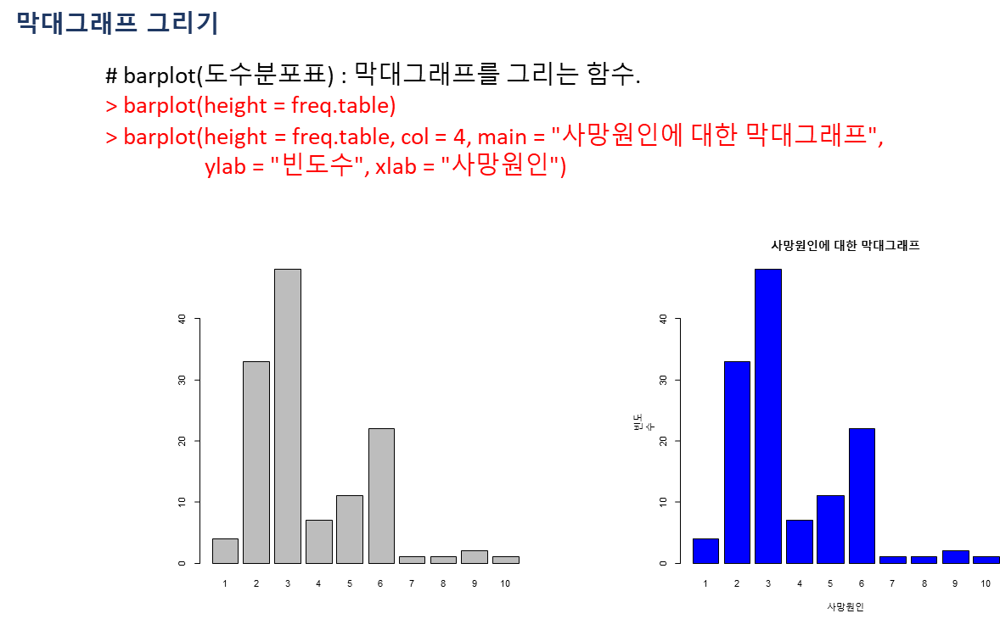 막대그래프 그리기
# barplot(도수분포표) : 막대그래프를 그리는 함수.
> barplot(height = freq.table)
> barplot(height = freq.table, col = 4, main = "사망원인에 대한 막대그래프",
ylab = "빈도수", xlab = "사망원인")
40
30
20
10
0
1 2 3 4 5 6 7 8 9 10
사망원인에 대한 막대그래프
빈도
수
40
30
20
10
0
1 2 3 4 5 6 7 8 9 10
사망원인